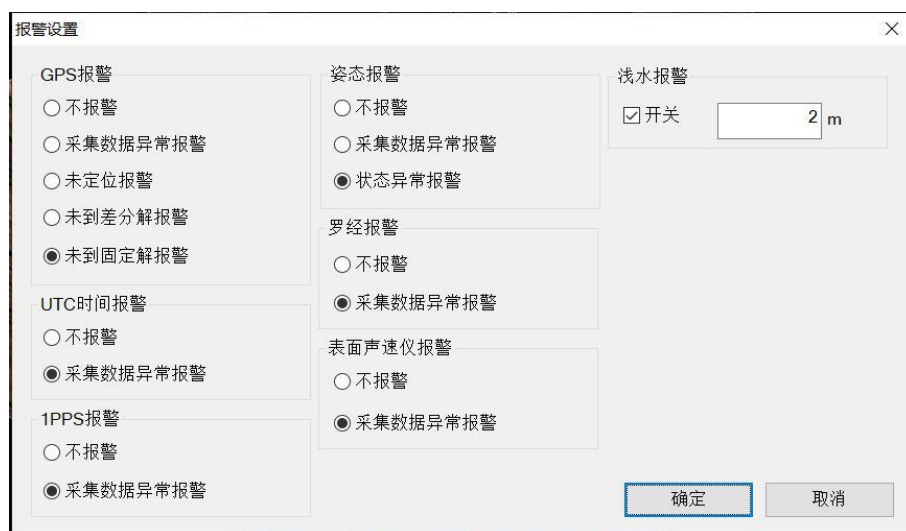 报警设置
GPS报警
不报警
采集数据异常报警
未定位报警
未到差分解报警
未到固定解报警
UTC时间报警
不报警
采集数据异常报警
1PPS报警
不报警
采集数据异常报警
姿态报警
不报警
采集数据异常报警
状态异常报警
罗经报警
不报警
采集数据异常报警
表面声速仪报警
不报警
采集数据异常报警
浅水报警
开关 2 m
确定 取消